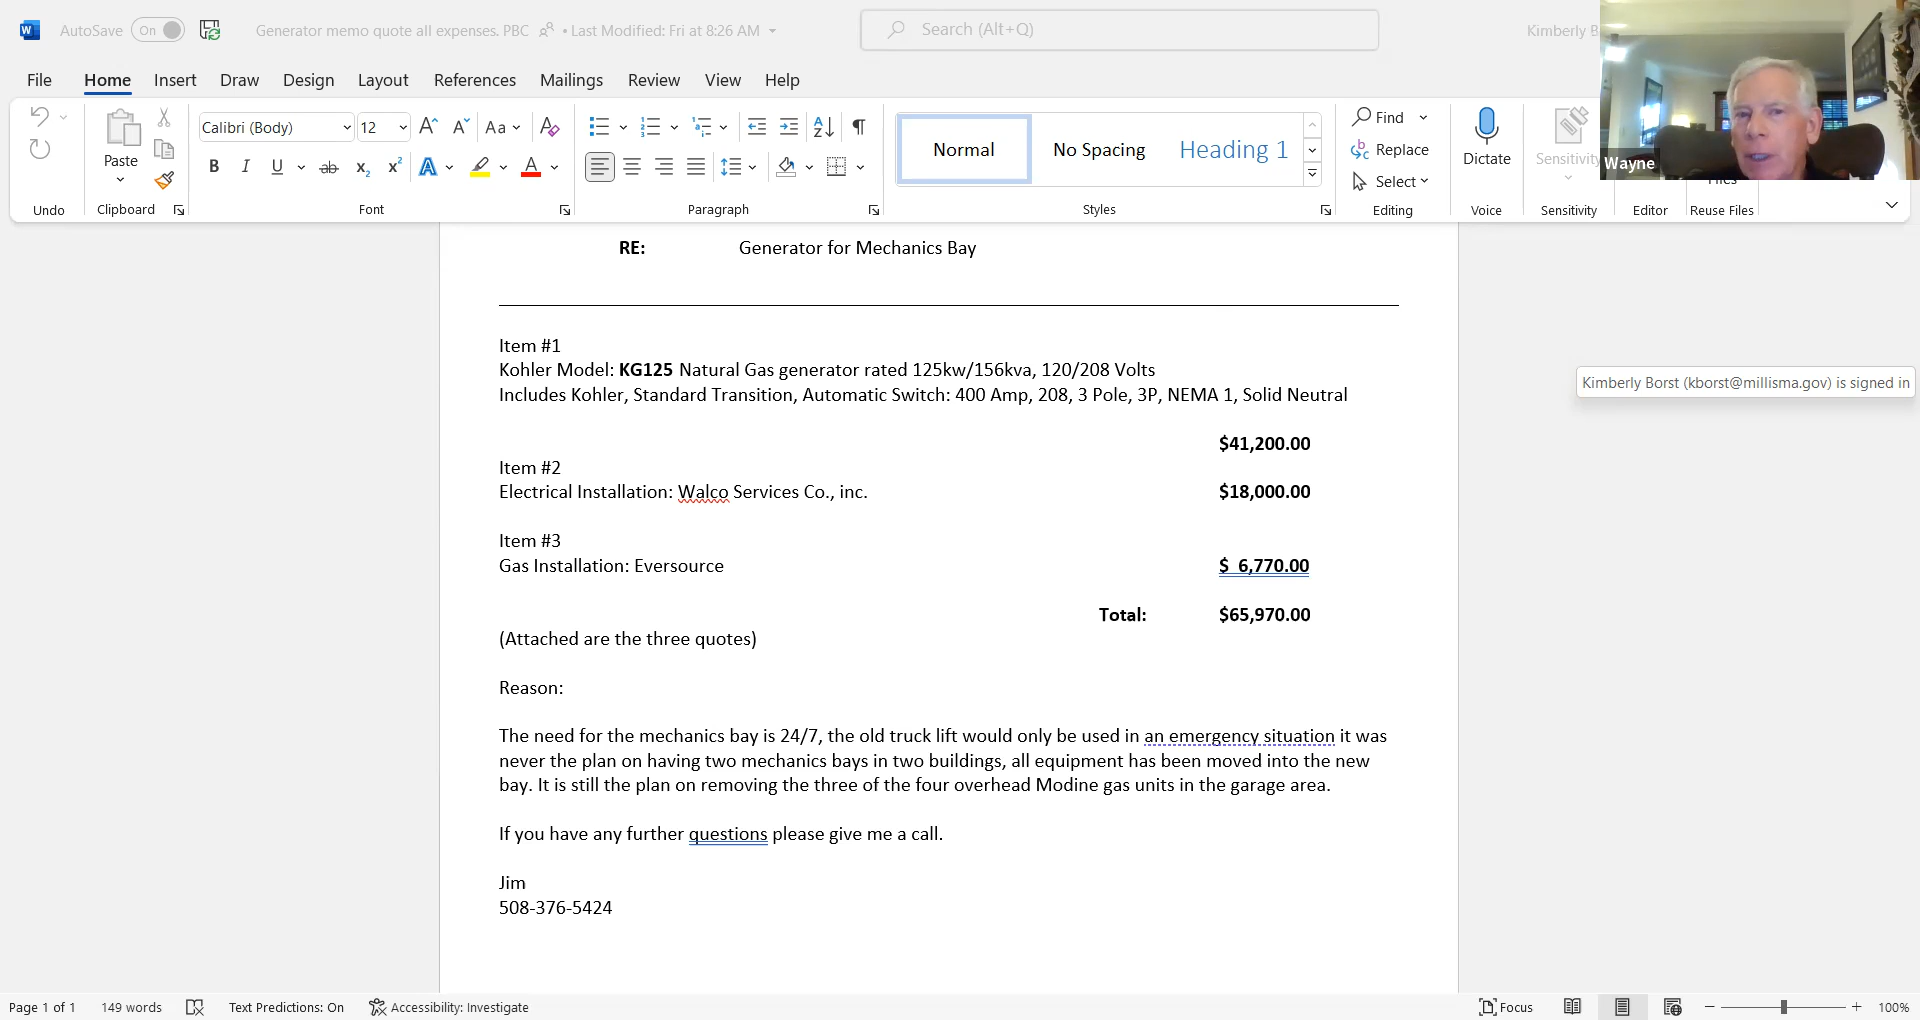 AutoSave On Generator memo quote all expenses. PBC • Last Modified: Fri at 8:26 AM Search (Alt+Q) Kimberly B
File Home Insert Draw Design Layout References Mailings Review View Help
Calibri (Body) 12 Aa
Paste
B I U ab x2 x2 A A
A Z
Normal No Spacing Heading 1
Find
Replace
Select
Dictate
Sensitivity
Wayne
Undo Clipboard Font Paragraph Styles Editing Voice Sensitivity Editor Reuse Files
RE: Generator for Mechanics Bay
Kimberly Borst (kborst@millisma.gov) is signed in
Item #1
Kohler Model: KG125 Natural Gas generator rated 125kw/156kva, 120/208 Volts
Includes Kohler, Standard Transition, Automatic Switch: 400 Amp, 208, 3 Pole, 3P, NEMA 1, Solid Neutral
$41,200.00
Item #2
Electrical Installation: Walco Services Co., inc. $18,000.00
Item #3
Gas Installation: Eversource $ 6,770.00
Total: $65,970.00
(Attached are the three quotes)
Reason:
The need for the mechanics bay is 24/7, the old truck lift would only be used in an emergency situation it was
never the plan on having two mechanics bays in two buildings, all equipment has been moved into the new
bay. It is still the plan on removing the three of the four overhead Modine gas units in the garage area.
If you have any further questions please give me a call.
Jim
508-376-5424
Page 1 of 1 149 words Text Predictions: On Accessibility: Investigate Focus 100%